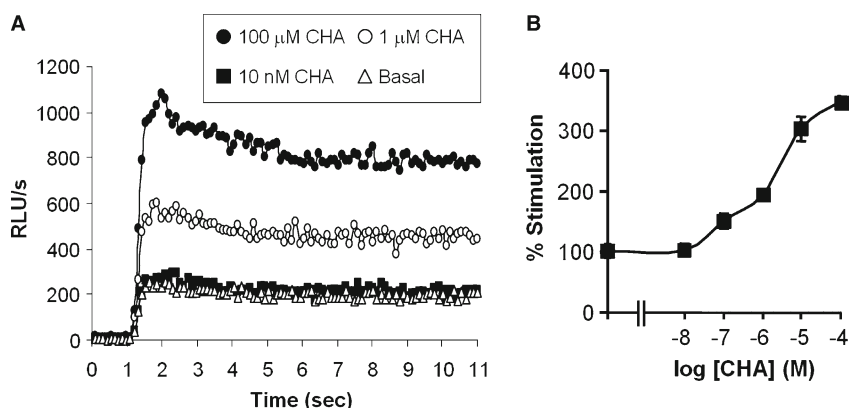 A
● 100 μM CHA ○ 1 μM CHA
■ 10 nM CHA △ Basal
1200
1000
800
600
400
200
0
RLU/s
0 1 2 3 4 5 6 7 8 9 10 11
Time (sec)
B
400
300
200
100
0
% Stimulation
-8 -7 -6 -5 -4
log [CHA] (M)